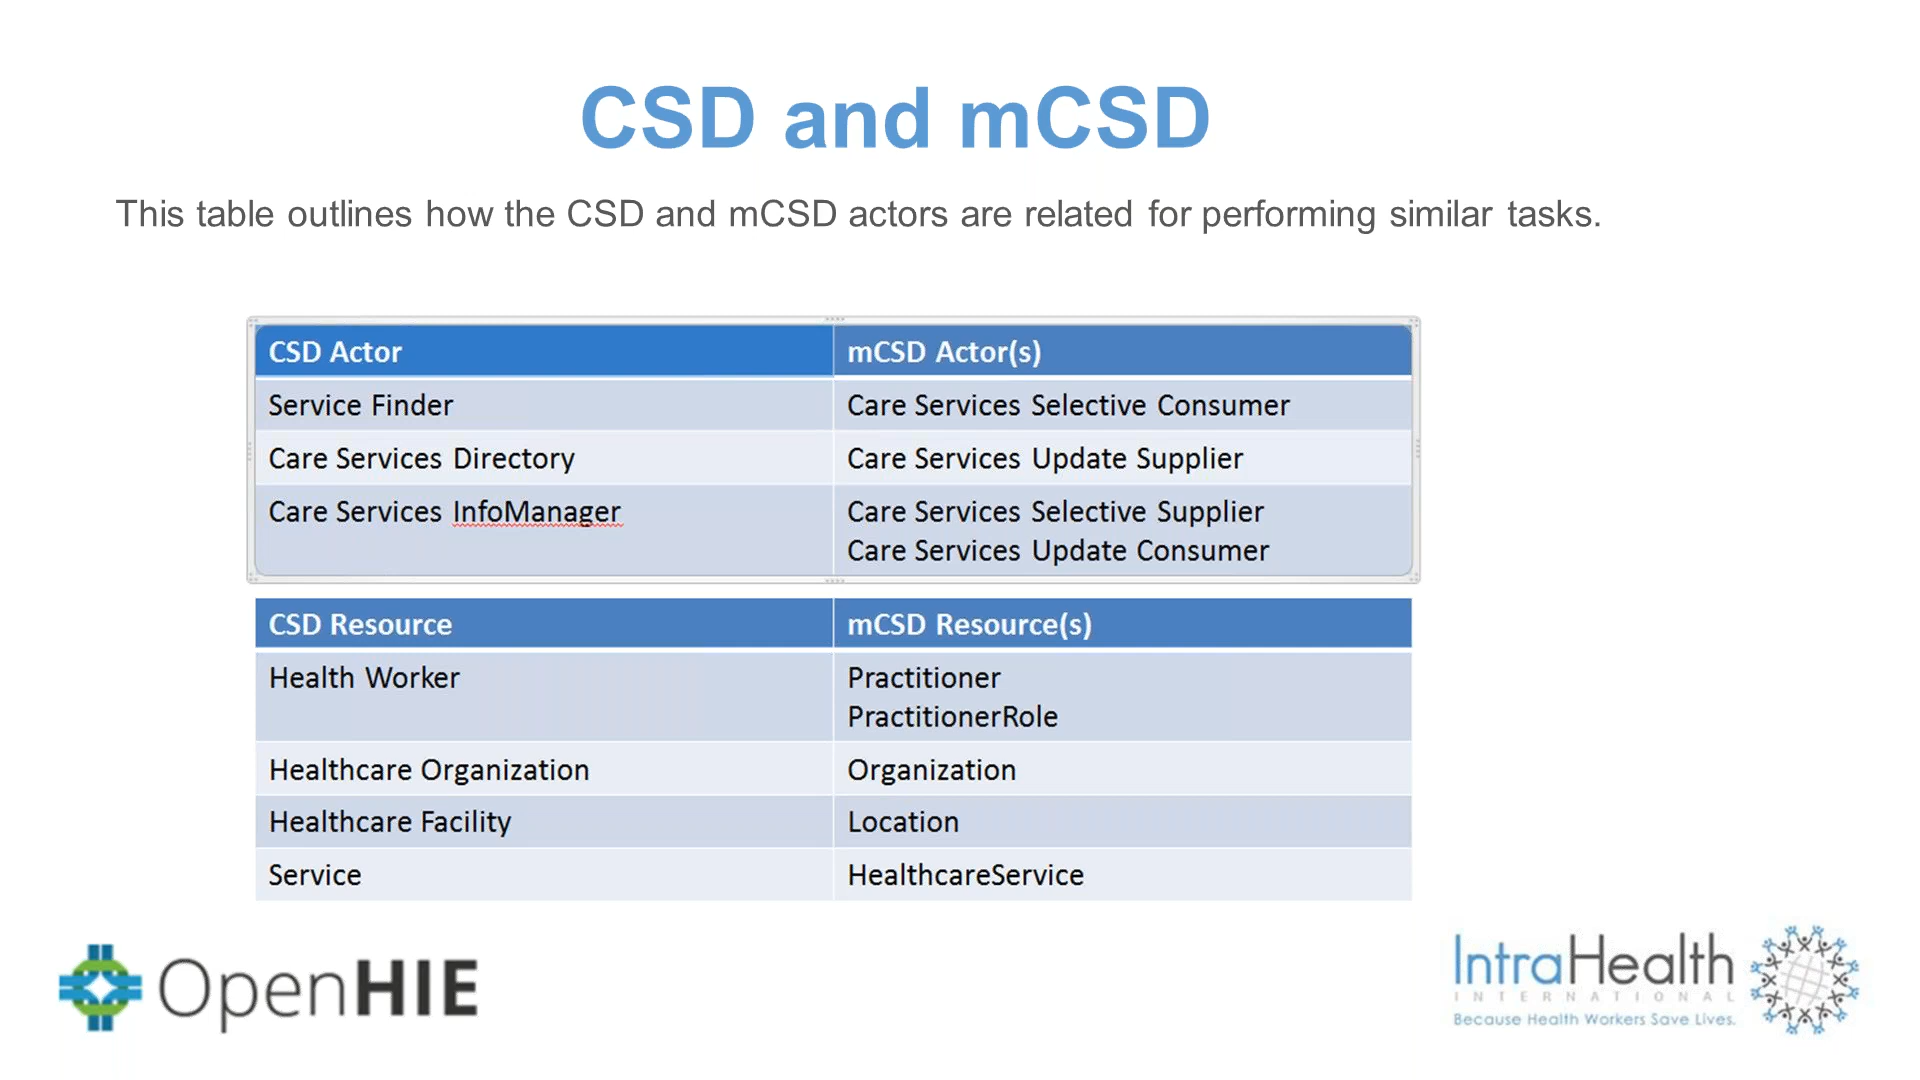 CSD and mCSD
This table outlines how the CSD and mCSD actors are related for performing similar tasks.
CSD Actor
mCSD Actor(s)
Service Finder
Care Services Selective Consumer
Care Services Directory
Care Services Update Supplier
Care Services InfoManager
Care Services Selective Supplier
Care Services Update Consumer
CSD Resource
mCSD Resource(s)
Health Worker
Practitioner
PractitionerRole
Healthcare Organization
Organization
Healthcare Facility
Location
Service
HealthcareService
OpenHIE
IntraHealth
INTERNATIONAL
Because Health Workers Save Lives.